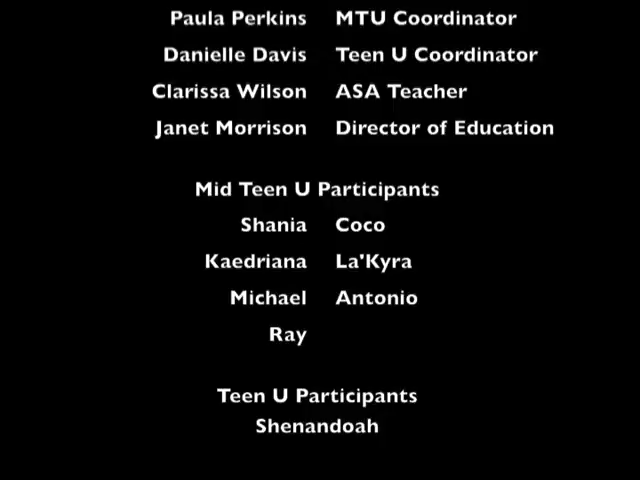 Paula Perkins MTU Coordinator
Danielle Davis Teen U Coordinator
Clarissa Wilson ASA Teacher
Janet Morrison Director of Education
Mid Teen U Participants
Shania Coco
Kaedriana La'Kyra
Michael Antonio
Ray
Teen U Participants
Shenandoah